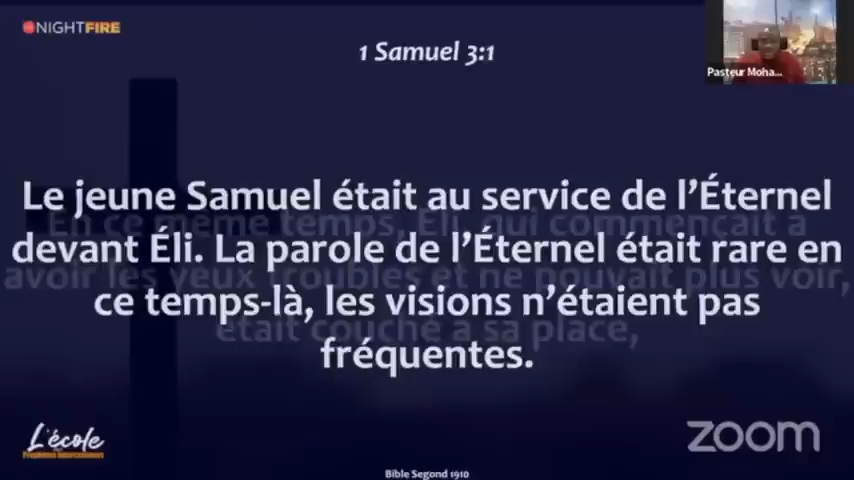 NIGHTFIRE
1 Samuel 3:1
Pasteur Moha...
Le jeune Samuel était au service de l’Éternel
devant Éli. La parole de l’Éternel était rare en
ce temps-là, les visions n’étaient pas
fréquentes.
En ce même temps, Éli, qui commençait à
avoir les yeux troubles et ne pouvait plus voir,
était couché à sa place,
L'école
zoom
Bible Segond 1910